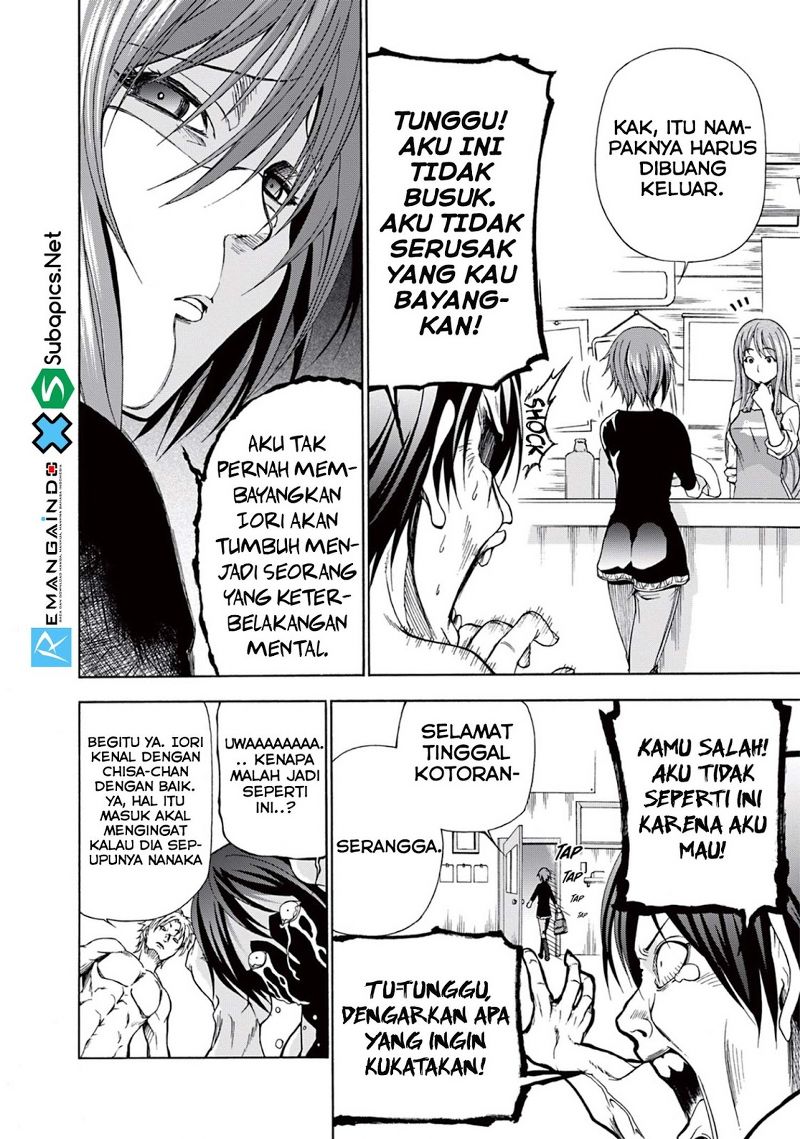 KAK, ITU NAM-
PAKNYA HARUS
DIBUANG
KELUAR.
TUNGGU!
AKU INI
TIDAK
BUSUK.
AKU TIDAK
SERUSAK
YANG KAU
BAYANG-
KAN!
SHOCK
AKU TAK
PERNAH MEM-
BAYANGKAN
IORI AKAN
TUMBUH MEN-
JADI SEORANG
YANG KETER-
BELAKANGAN
MENTAL.
KAMU SALAH!
AKU TIDAK
SEPERTI INI
KARENA AKU
MAU!
SELAMAT
TINGGAL
KOTORAN-
SERANGGA.
TAP
TAP
TAP
TAP
TU-TUNGGU,
DENGARKAN APA
YANG INGIN
KUKATAKAN!
UWAAAAAAAA.
.. KENAPA
MALAH JADI
SEPERTI
INI..?
BEGITU YA. IORI
KENAL DENGAN
CHISA-CHAN
DENGAN BAIK.
YA, HAL ITU
MASUK AKAL
MENGINGAT
KALAU DIA SEP-
UPUNYA NANAKA
Subapics.Net
REMANGAINDO